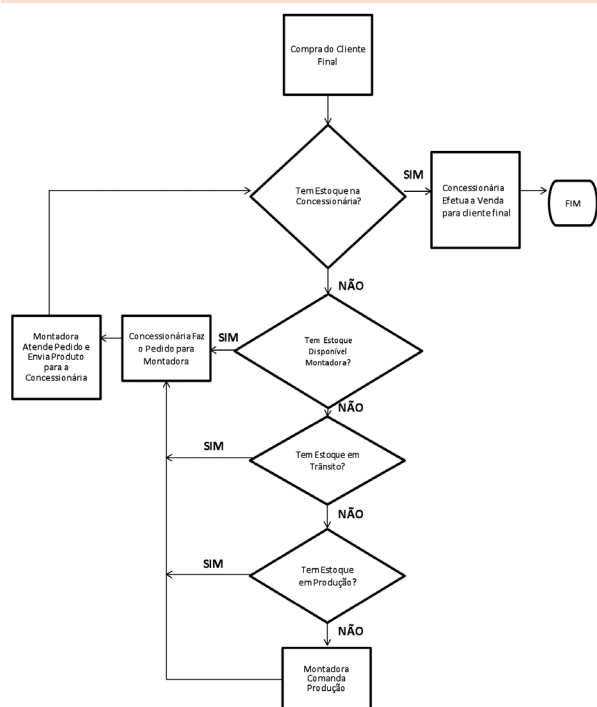 Compra do Cliente
Final
Tem Estoque na
Concessionária?
SIM
Concessionária
Efetua a Venda
para cliente final
FIM
NÃO
Tem Estoque
Disponível
Montadora?
SIM
Concessionária Faz
o Pedido para
Montadora
Montadora
Atende Pedido e
Envia Produto
para a
Concessionária
NÃO
Tem Estoque em
Trânsito?
SIM
NÃO
Tem Estoque
em Produção?
SIM
NÃO
Montadora
Comanda
Produção